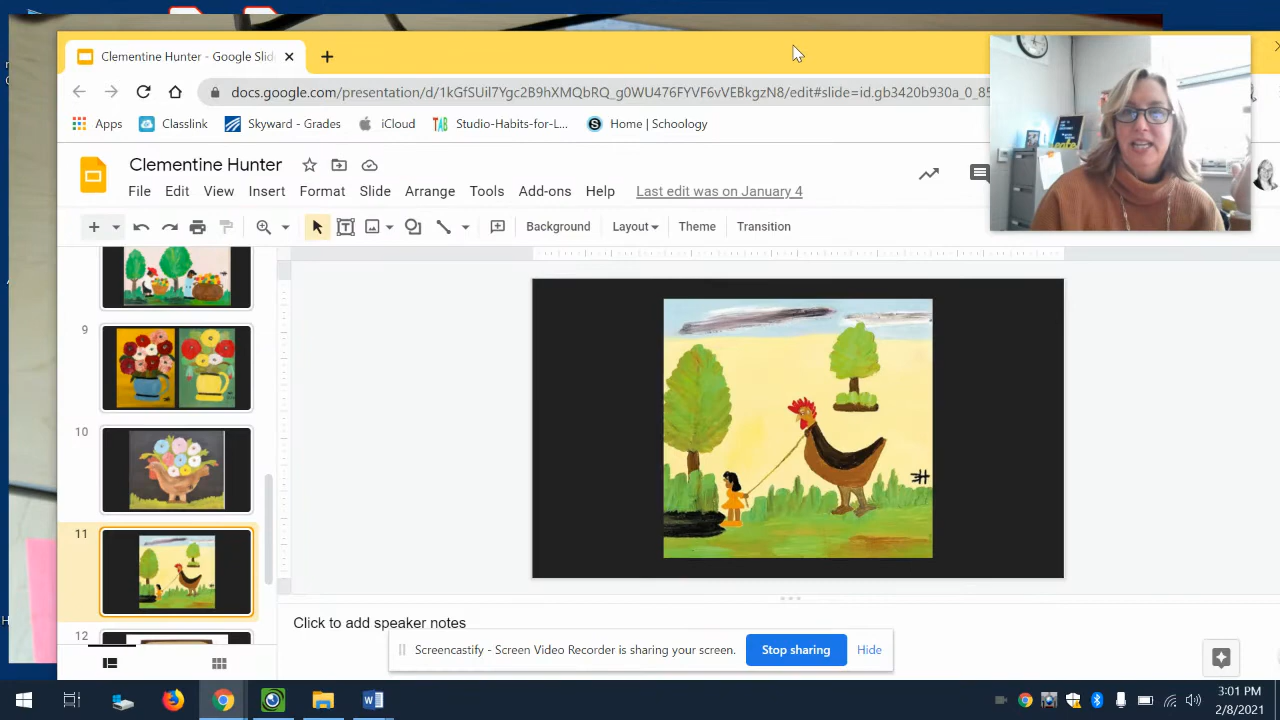 Clementine Hunter - Google Slid
docs.google.com/presentation/d/1kGfSUil7Ygc2B9hXMQbRQ_g0WU476FYVF6vVEBkgzN8/edit#slide=id.gb3420b930a_0_85
Apps Classlink Skyward - Grades iCloud TAB Studio-Habits-for-L... S Home | Schoology
Clementine Hunter
File Edit View Insert Format Slide Arrange Tools Add-ons Help Last edit was on January 4
Background Layout Theme Transition
9
10
11
12
Click to add speaker notes
Screencastify - Screen Video Recorder is sharing your screen. Stop sharing Hide
3:01 PM
2/8/2021